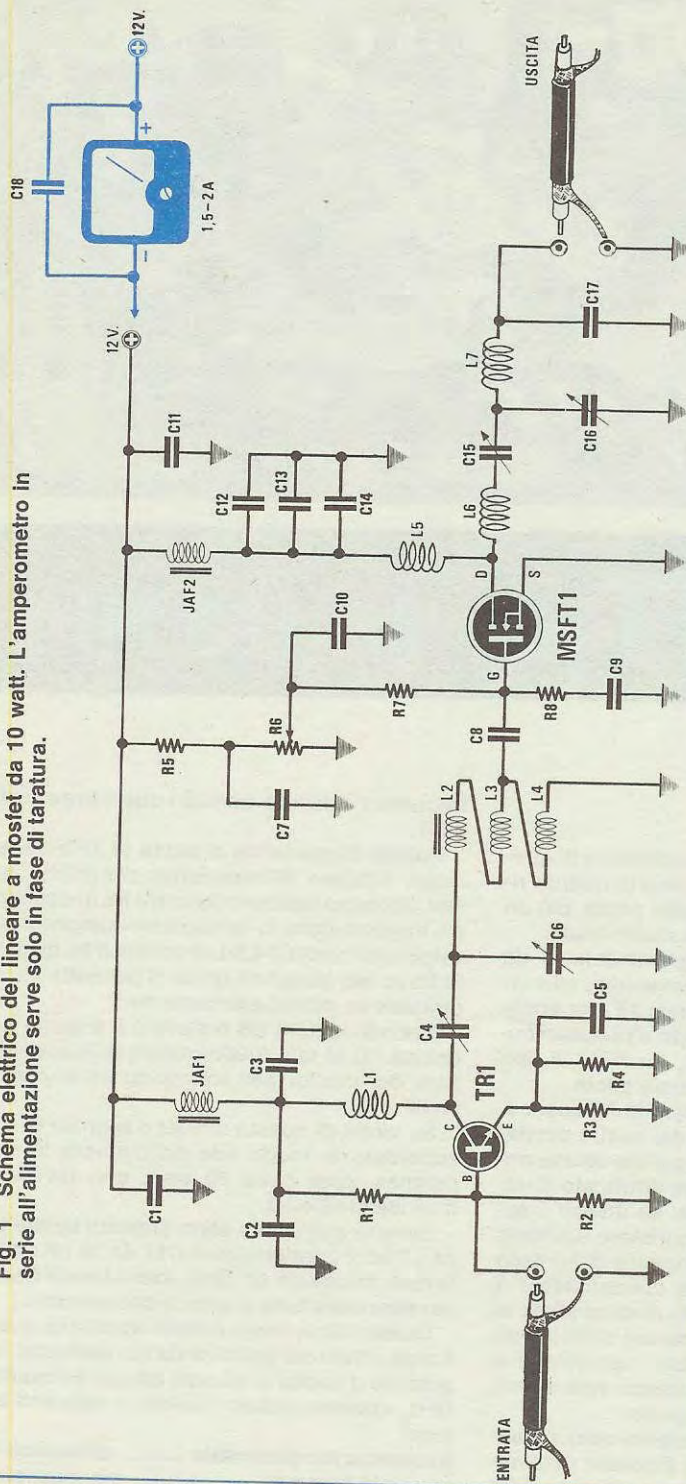 Fig. 1 Schema elettrico del lineare a mosfet da 10 watt. L'amperometro in
serie all'alimentazione serve solo in fase di taratura.
C18
12V.
1,5-2 A
12 V.
C11
JAF2
C12
C13
C14
L5
R5
R6
C10
C7
R7
C1
JAF1
C3
C2
L1
R1
C4
C6
TR1
B
C
E
R2
R3
R4
C5
L2
L3
L4
C8
G
D
S
MSFT1
R8
C9
L6
C15
L7
C16
C17
ENTRATA
USCITA